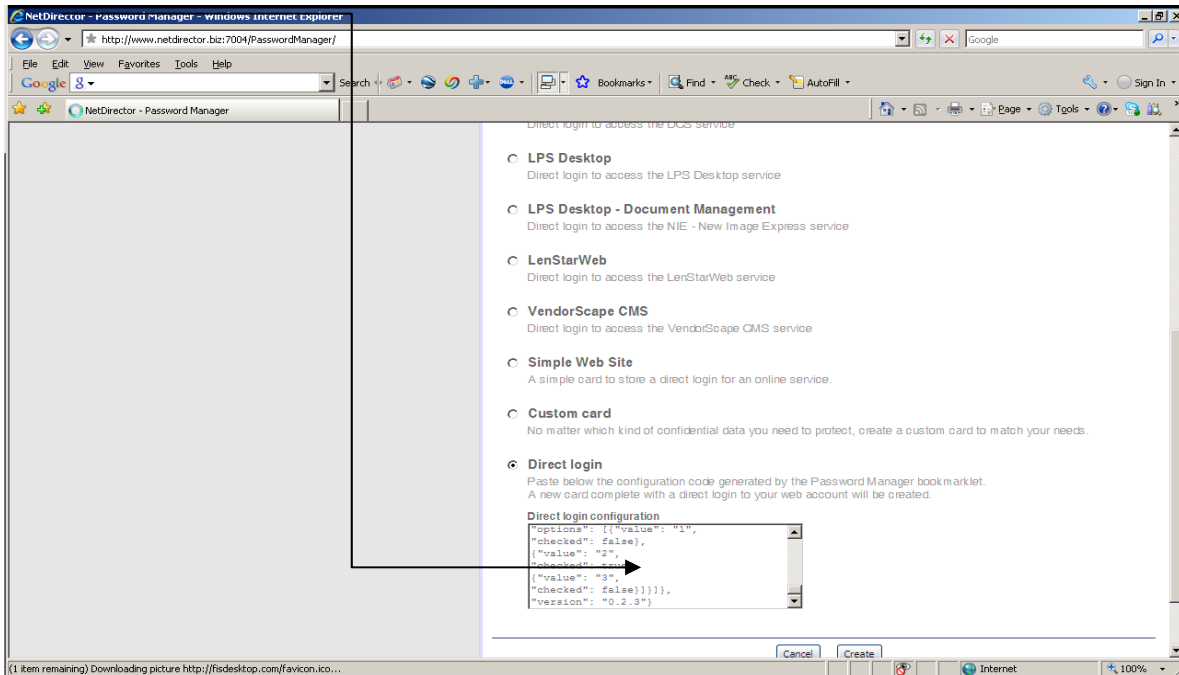 NetDirector - Password Manager - Windows Internet Explorer
http://www.netdirector.biz:7004/PasswordManager/
Google
File Edit View Favorites Tools Help
Google Search Bookmarks Find Check AutoFill Sign In
NetDirector - Password Manager
Page Tools
Direct login to access the DGS service
LPS Desktop
Direct login to access the LPS Desktop service
LPS Desktop - Document Management
Direct login to access the NIE - New Image Express service
LenStarWeb
Direct login to access the LenStarWeb service
VendorScape CMS
Direct login to access the VendorScape CMS service
Simple Web Site
A simple card to store a direct login for an online service.
Custom card
No matter which kind of confidential data you need to protect, create a custom card to match your needs.
Direct login
Paste below the configuration code generated by the Password Manager bookmarklet.
A new card complete with a direct login to your web account will be created.
Direct login configuration
"options": [{"value": "1",
"checked": false},
{"value": "2",
"checked": true
{"value": "3",
"checked": false}]}]},
"version": "0.2.3"}
Cancel Create
(1 item remaining) Downloading picture http://fisdesktop.com/favicon.ico...
Internet
100%